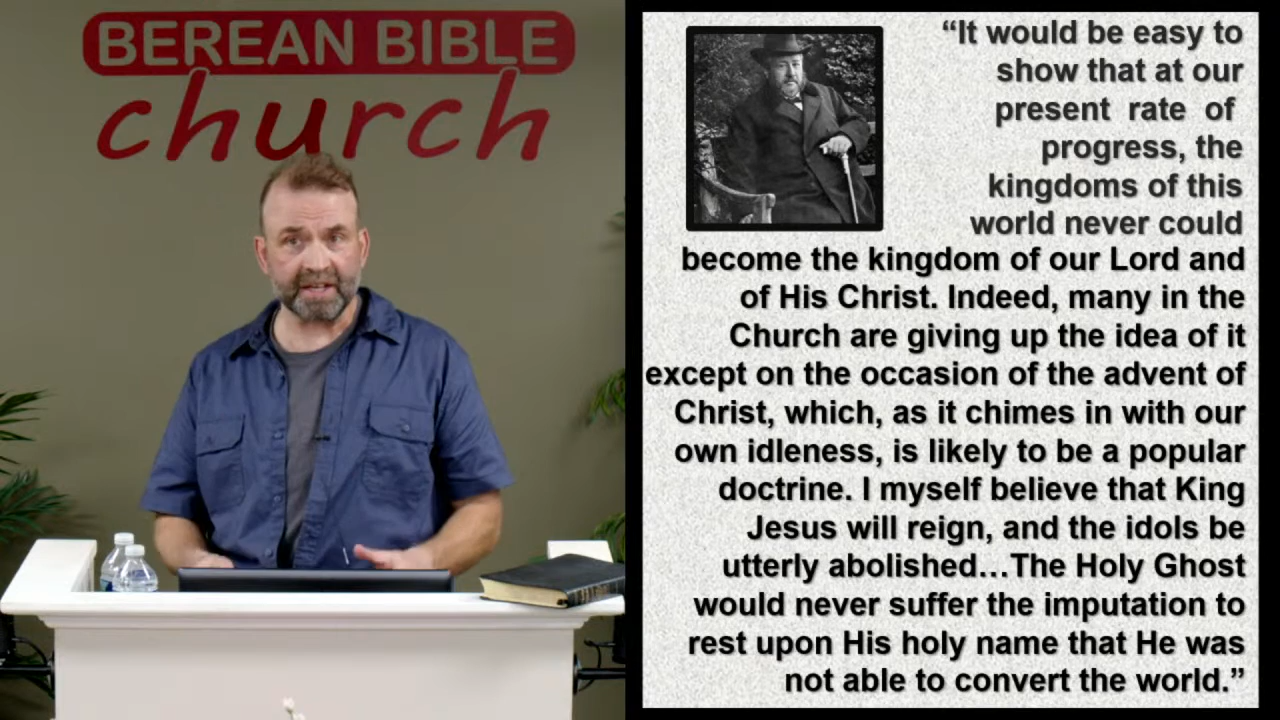 BEREAN BIBLE
church
“It would be easy to
show that at our
present rate of
progress, the
kingdoms of this
world never could
become the kingdom of our Lord and
of His Christ. Indeed, many in the
Church are giving up the idea of it
except on the occasion of the advent of
Christ, which, as it chimes in with our
own idleness, is likely to be a popular
doctrine. I myself believe that King
Jesus will reign, and the idols be
utterly abolished…The Holy Ghost
would never suffer the imputation to
rest upon His holy name that He was
not able to convert the world.”